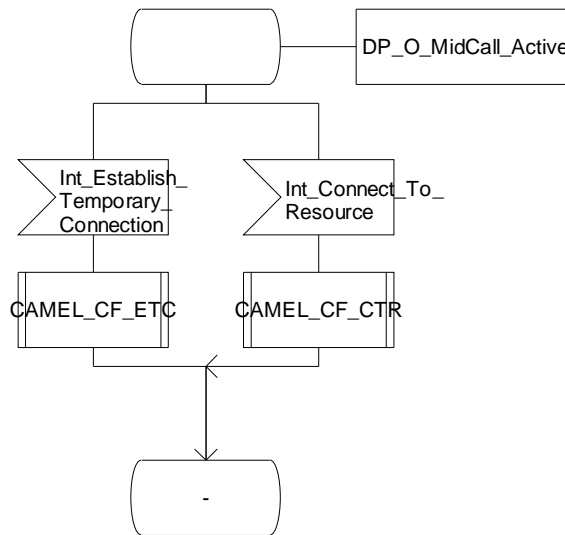 DP_O_MidCall_Active
Int_Establish_
Temporary_
Connection
Int_Connect_To_
Resource
CAMEL_CF_ETC
CAMEL_CF_CTR
-